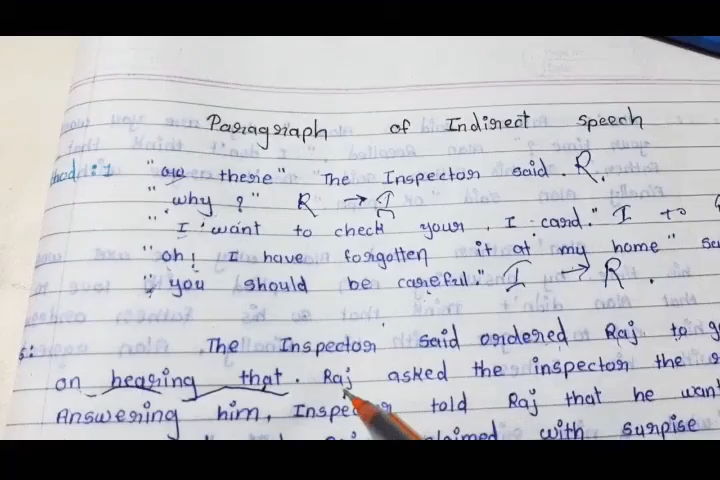 Paragraph of Indirect speech
hod : 1 "Go there" The Inspector said. R.
"why ? " R → I
"I want to check your, I card." I to
"oh! I have forgotten it at my home"
"you should be careful." I → R.
s: The Inspector said ordered Raj to
on hearing that. Raj asked the inspector the
Answering him, Inspector told Raj that he
with surprise